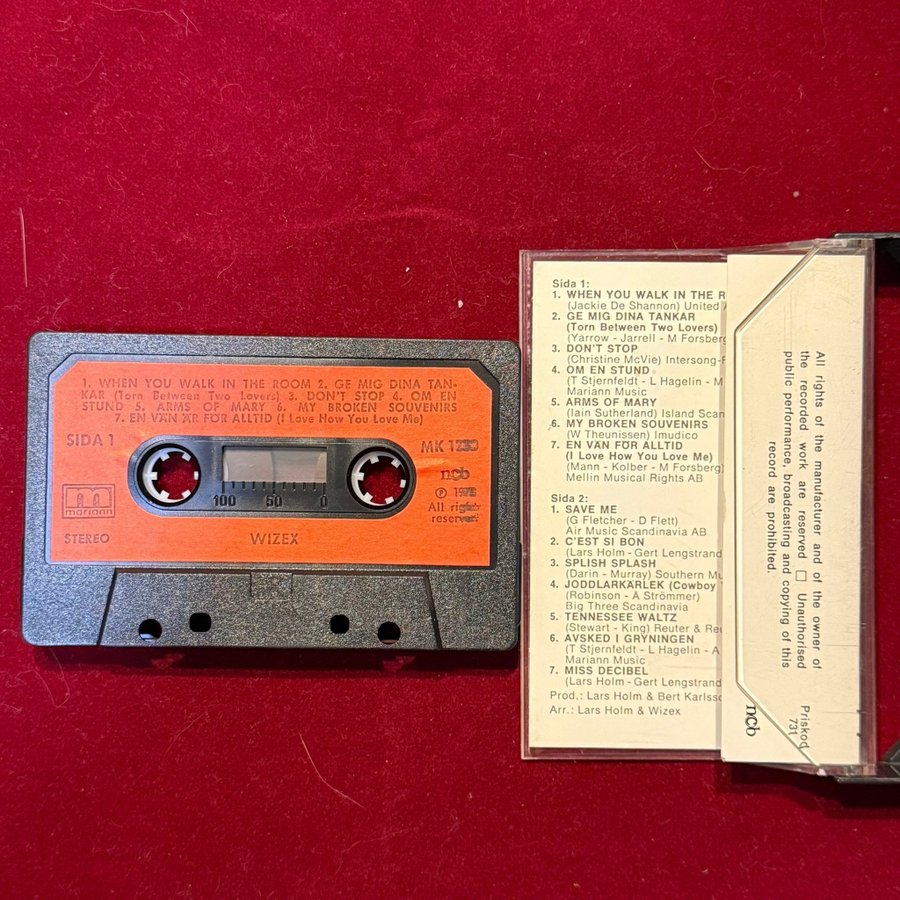 1. WHEN YOU WALK IN THE ROOM 2. GE MIG DINA TAN-
KAR (Torn Between Two Lovers) 3. DON'T STOP 4. OM EN
STUND 5. ARMS OF MARY 6. MY BROKEN SOUVENIRS
7. EN VÄN ÄR FÖR ALLTID (I Love How You Love Me)
SIDA 1
MK
ncb
100 50 0
℗
All rights
reserved
mariann
STEREO
WIZEX
Sida 1:
1. WHEN YOU WALK IN THE R
(Jackie De Shannon) United
2. GE MIG DINA TANKAR
(Torn Between Two Lovers)
(Yarrow - Jarrell - M Forsberg
3. DON'T STOP
(Christine McVie) Intersong-
4. OM EN STUND
(T Stjernfeldt - L Hagelin - M
Mariann Music
5. ARMS OF MARY
(Iain Sutherland) Island Scan
6. MY BROKEN SOUVENIRS
(W Theunissen) Imudico
7. EN VÄN FÖR ALLTID
(I Love How You Love Me)
(Mann - Kolber - M Forsberg)
Mellin Musical Rights AB
Sida 2:
1. SAVE ME
(G Fletcher - D Flett)
Air Music Scandinavia AB
2. C'EST SI BON
(Lars Holm - Gert Lengstrand
3. SPLISH SPLASH
(Darin - Murray) Southern Mu
4. JODDLARKÄRLEK (Cowboy
(Robinson - A Strömmer)
Big Three Scandinavia
5. TENNESSEE WALTZ
(Stewart - King) Reuter & Re
6. AVSKED I GRYNINGEN
(T Stjernfeldt - L Hagelin - A
Mariann Music
7. MISS DECIBEL
(Lars Holm - Gert Lengstrand
Prod.: Lars Holm & Bert Karlsso
Arr.: Lars Holm & Wizex
All rights of the manufacturer and of the owner of
the recorded work are reserved □ Unauthorised
public performance, broadcasting and copying of this
record are prohibited.
Priskod
731
ncb